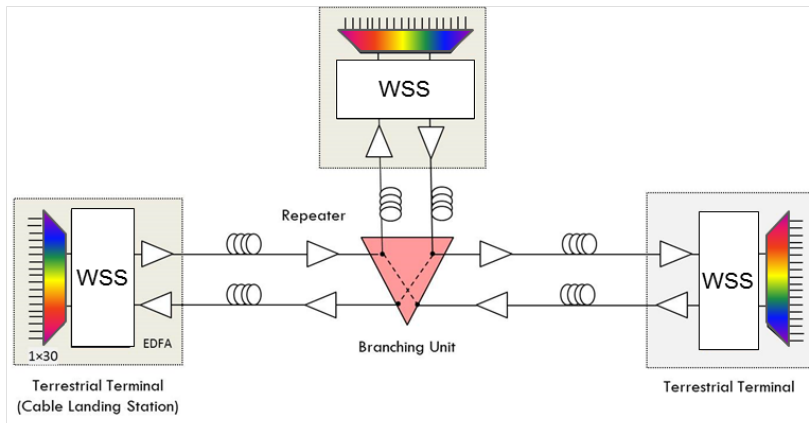 WSS
Repeater
WSS
WSS
EDFA
1×30
Branching Unit
Terrestrial Terminal
(Cable Landing Station)
Terrestrial Terminal